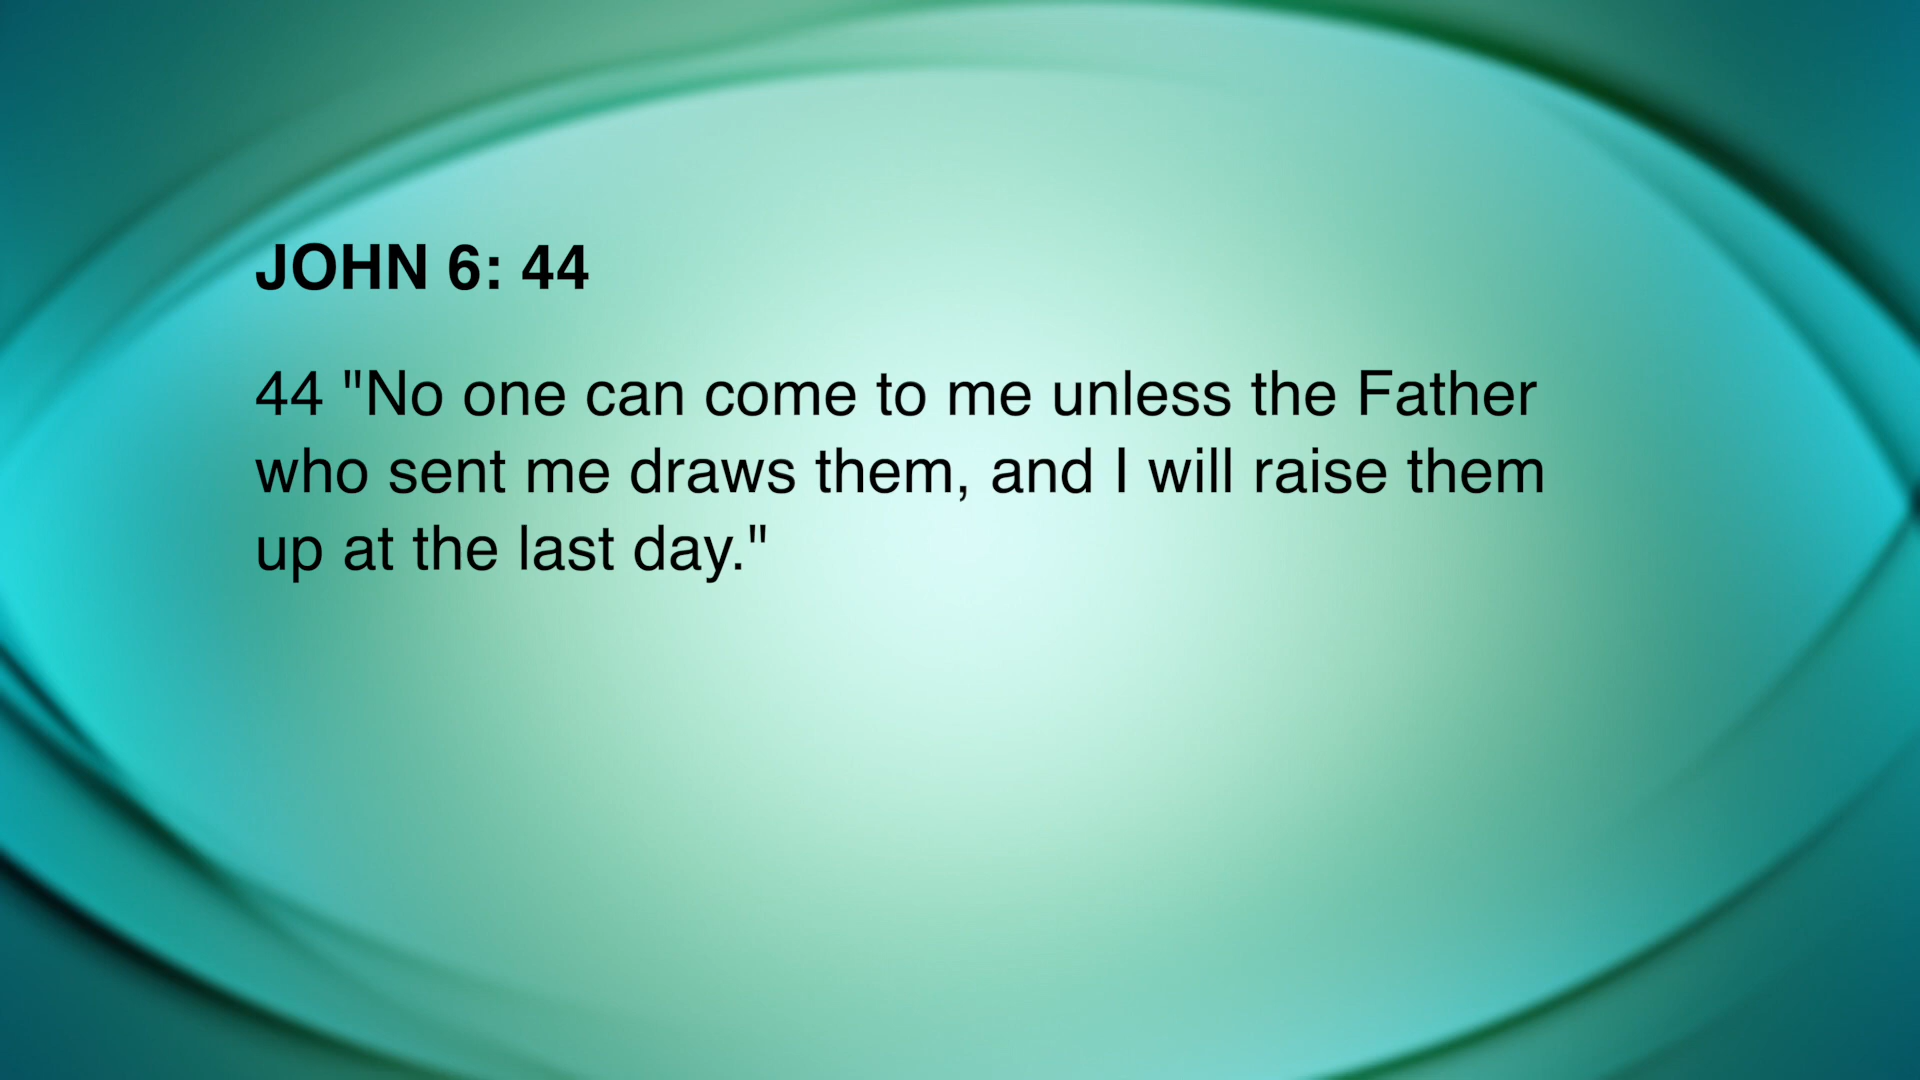 JOHN 6: 44
44 "No one can come to me unless the Father
who sent me draws them, and I will raise them
up at the last day."